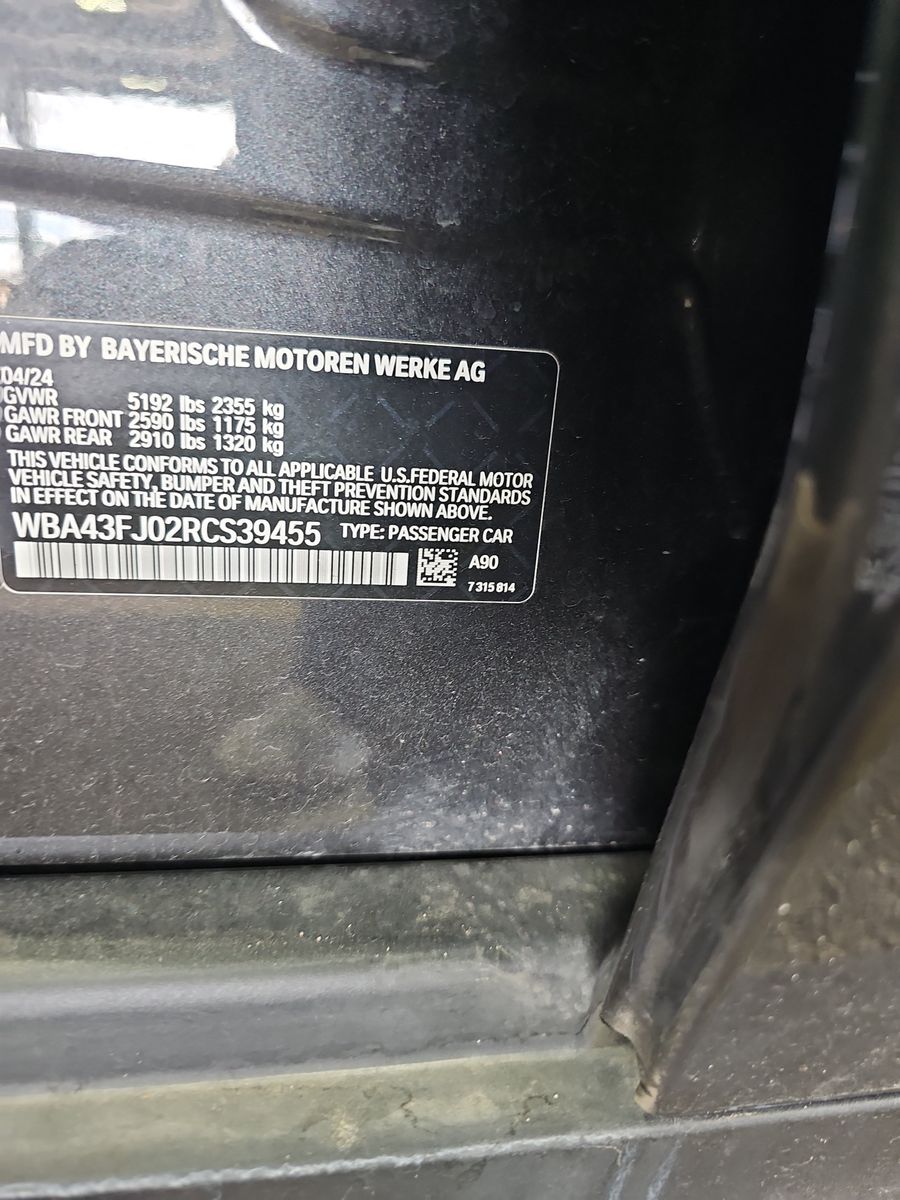 MFD BY BAYERISCHE MOTOREN WERKE AG
04/24
GVWR 5192 lbs 2355 kg
GAWR FRONT 2590 lbs 1175 kg
GAWR REAR 2910 lbs 1320 kg
THIS VEHICLE CONFORMS TO ALL APPLICABLE U.S.FEDERAL MOTOR
VEHICLE SAFETY, BUMPER AND THEFT PREVENTION STANDARDS
IN EFFECT ON THE DATE OF MANUFACTURE SHOWN ABOVE.
WBA43FJ02RCS39455 TYPE: PASSENGER CAR
A90
7 315 814